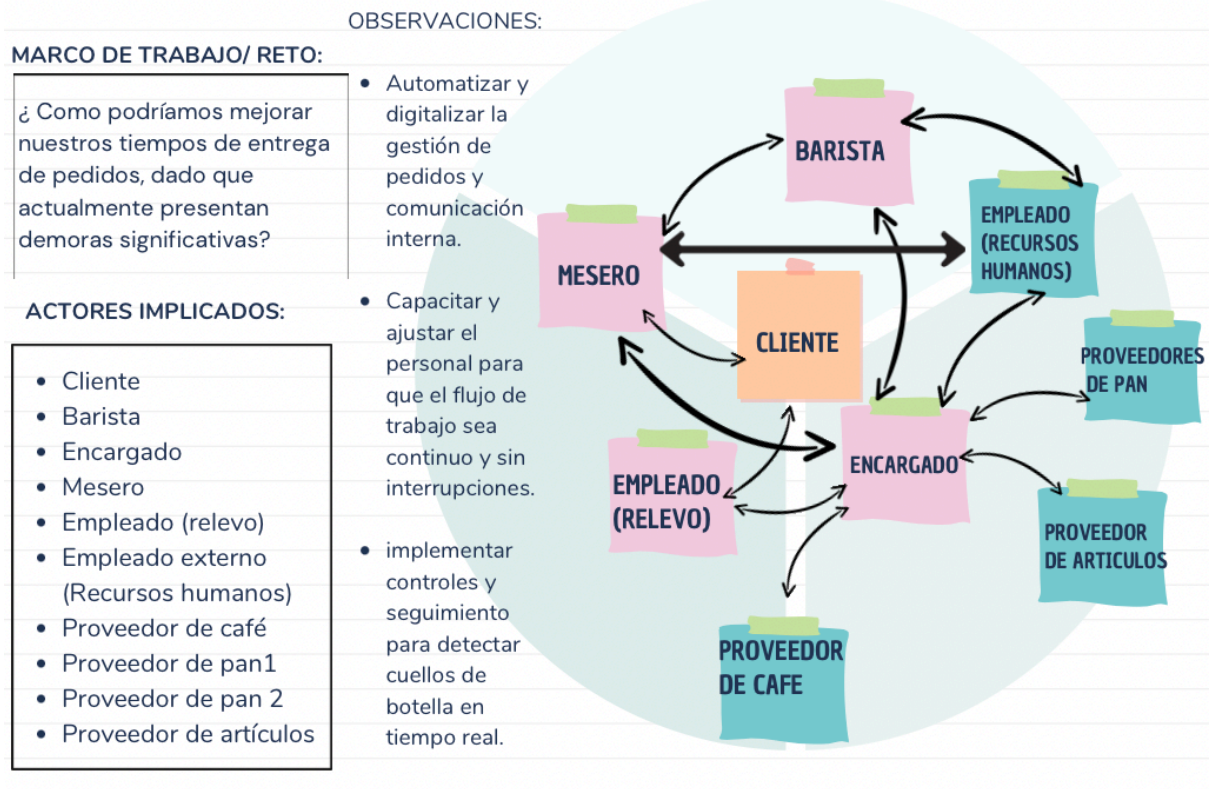 OBSERVACIONES:
MARCO DE TRABAJO/ RETO:
¿ Como podríamos mejorar
nuestros tiempos de entrega
de pedidos, dado que
actualmente presentan
demoras significativas?
ACTORES IMPLICADOS:
• Cliente
• Barista
• Encargado
• Mesero
• Empleado (relevo)
• Empleado externo
(Recursos humanos)
• Proveedor de café
• Proveedor de pan1
• Proveedor de pan 2
• Proveedor de artículos
• Automatizar y
digitalizar la
gestión de
pedidos y
comunicación
interna.
• Capacitar y
ajustar el
personal para
que el flujo de
trabajo sea
continuo y sin
interrupciones.
• implementar
controles y
seguimiento
para detectar
cuellos de
botella en
tiempo real.
BARISTA
EMPLEADO
(RECURSOS
HUMANOS)
MESERO
CLIENTE
PROVEEDORES
DE PAN
ENCARGADO
EMPLEADO
(RELEVO)
PROVEEDOR
DE ARTICULOS
PROVEEDOR
DE CAFE